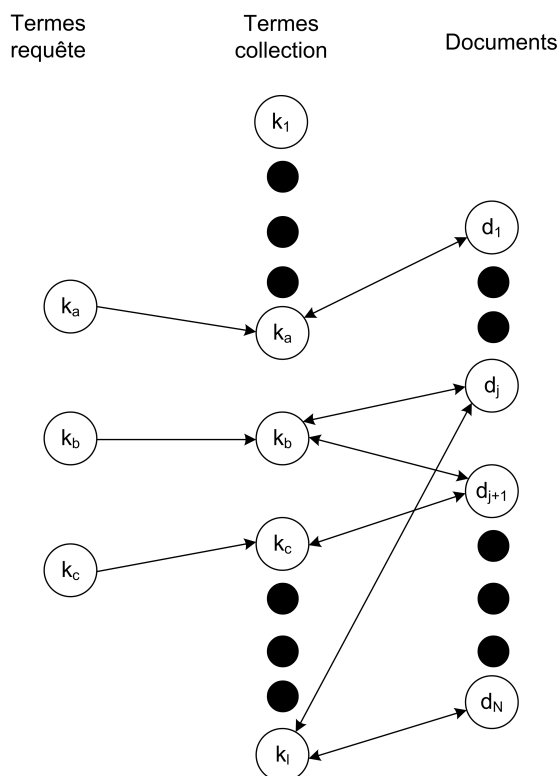 Termes
requête
Termes
collection
Documents
k1
d1
ka
ka
dj
kb
kb
dj+1
kc
kc
dN
kl